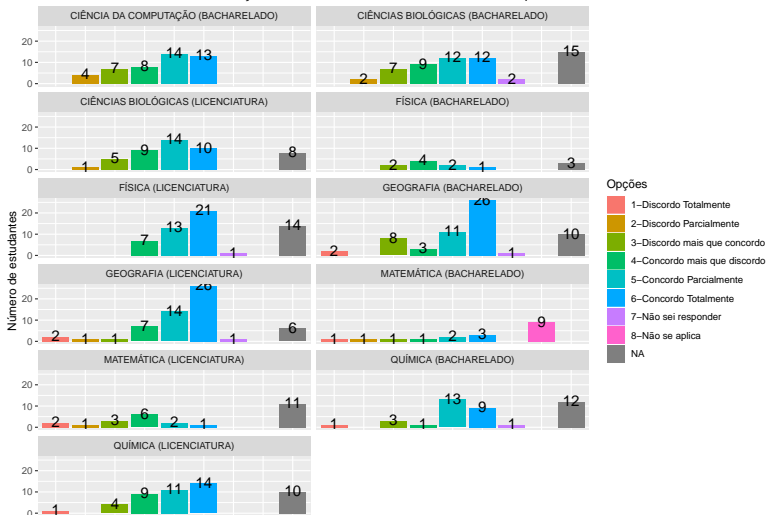 CIÊNCIA DA COMPUTAÇÃO (BACHARELADO)
20
10
0
4 7 8 14 13
CIÊNCIAS BIOLÓGICAS (BACHARELADO)
2 7 9 12 12 2 15
CIÊNCIAS BIOLÓGICAS (LICENCIATURA)
20
10
0
1 5 9 14 10 8
FÍSICA (BACHARELADO)
2 4 2 1 3
FÍSICA (LICENCIATURA)
20
10
0
7 13 21 1 14
GEOGRAFIA (BACHARELADO)
2 8 3 11 26 1 10
GEOGRAFIA (LICENCIATURA)
20
10
0
2 1 1 7 14 26 1 6
MATEMÁTICA (BACHARELADO)
1 1 1 1 2 3 9
MATEMÁTICA (LICENCIATURA)
20
10
0
2 1 3 6 2 1 11
QUÍMICA (BACHARELADO)
1 3 1 13 9 1 12
QUÍMICA (LICENCIATURA)
20
10
0
1 4 9 11 14 10
Número de estudantes
Opções
1–Discordo Totalmente
2–Discordo Parcialmente
3–Discordo mais que concordo
4–Concordo mais que discordo
5–Concordo Parcialmente
6–Concordo Totalmente
7–Não sei responder
8–Não se aplica
NA